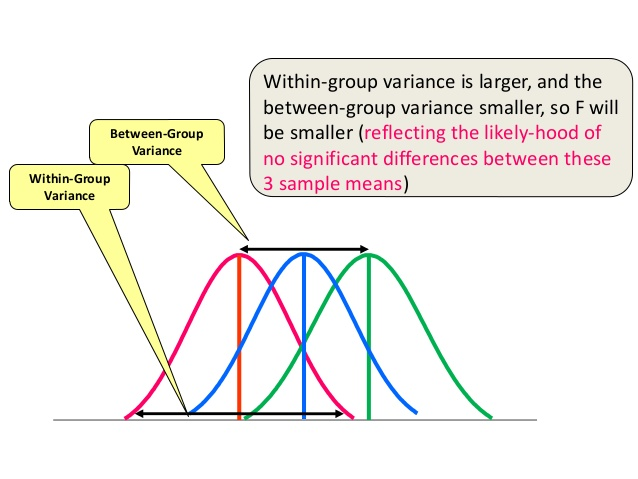 Within-group variance is larger, and the
between-group variance smaller, so F will
be smaller (reflecting the likely-hood of
no significant differences between these
3 sample means)
Between-Group
Variance
Within-Group
Variance